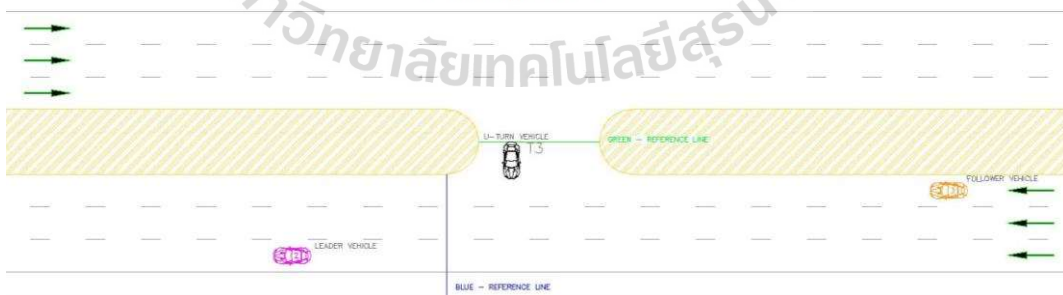 วิทยาลัยเทคโนโลยีสุร
U-TURN VEHICLE
T3
GREEN - REFERENCE LINE
FOLLOWER VEHICLE
LEADER VEHICLE
BLUE - REFERENCE LINE